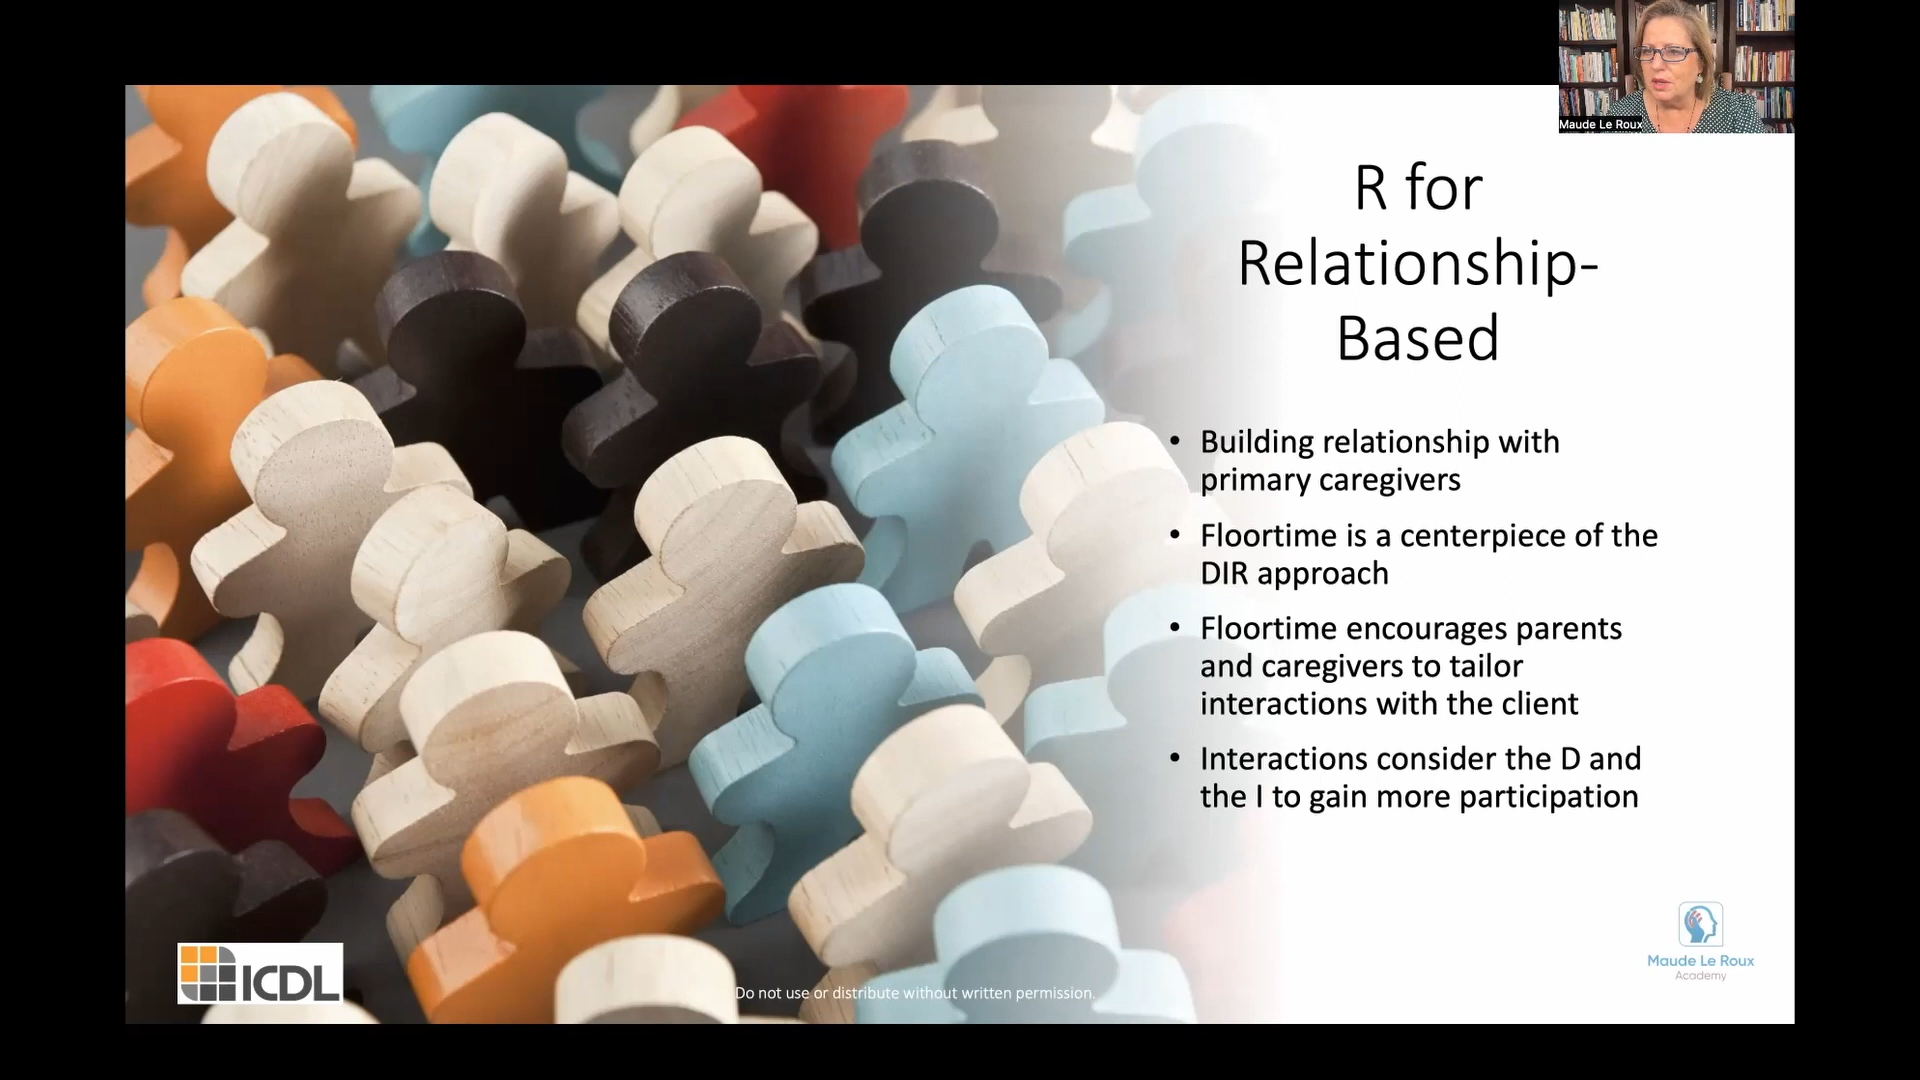 Maude Le Roux
R for
Relationship-
Based
• Building relationship with
primary caregivers
• Floortime is a centerpiece of the
DIR approach
• Floortime encourages parents
and caregivers to tailor
interactions with the client
• Interactions consider the D and
the I to gain more participation
ICDL
Do not use or distribute without written permission.
Maude Le Roux
Academy